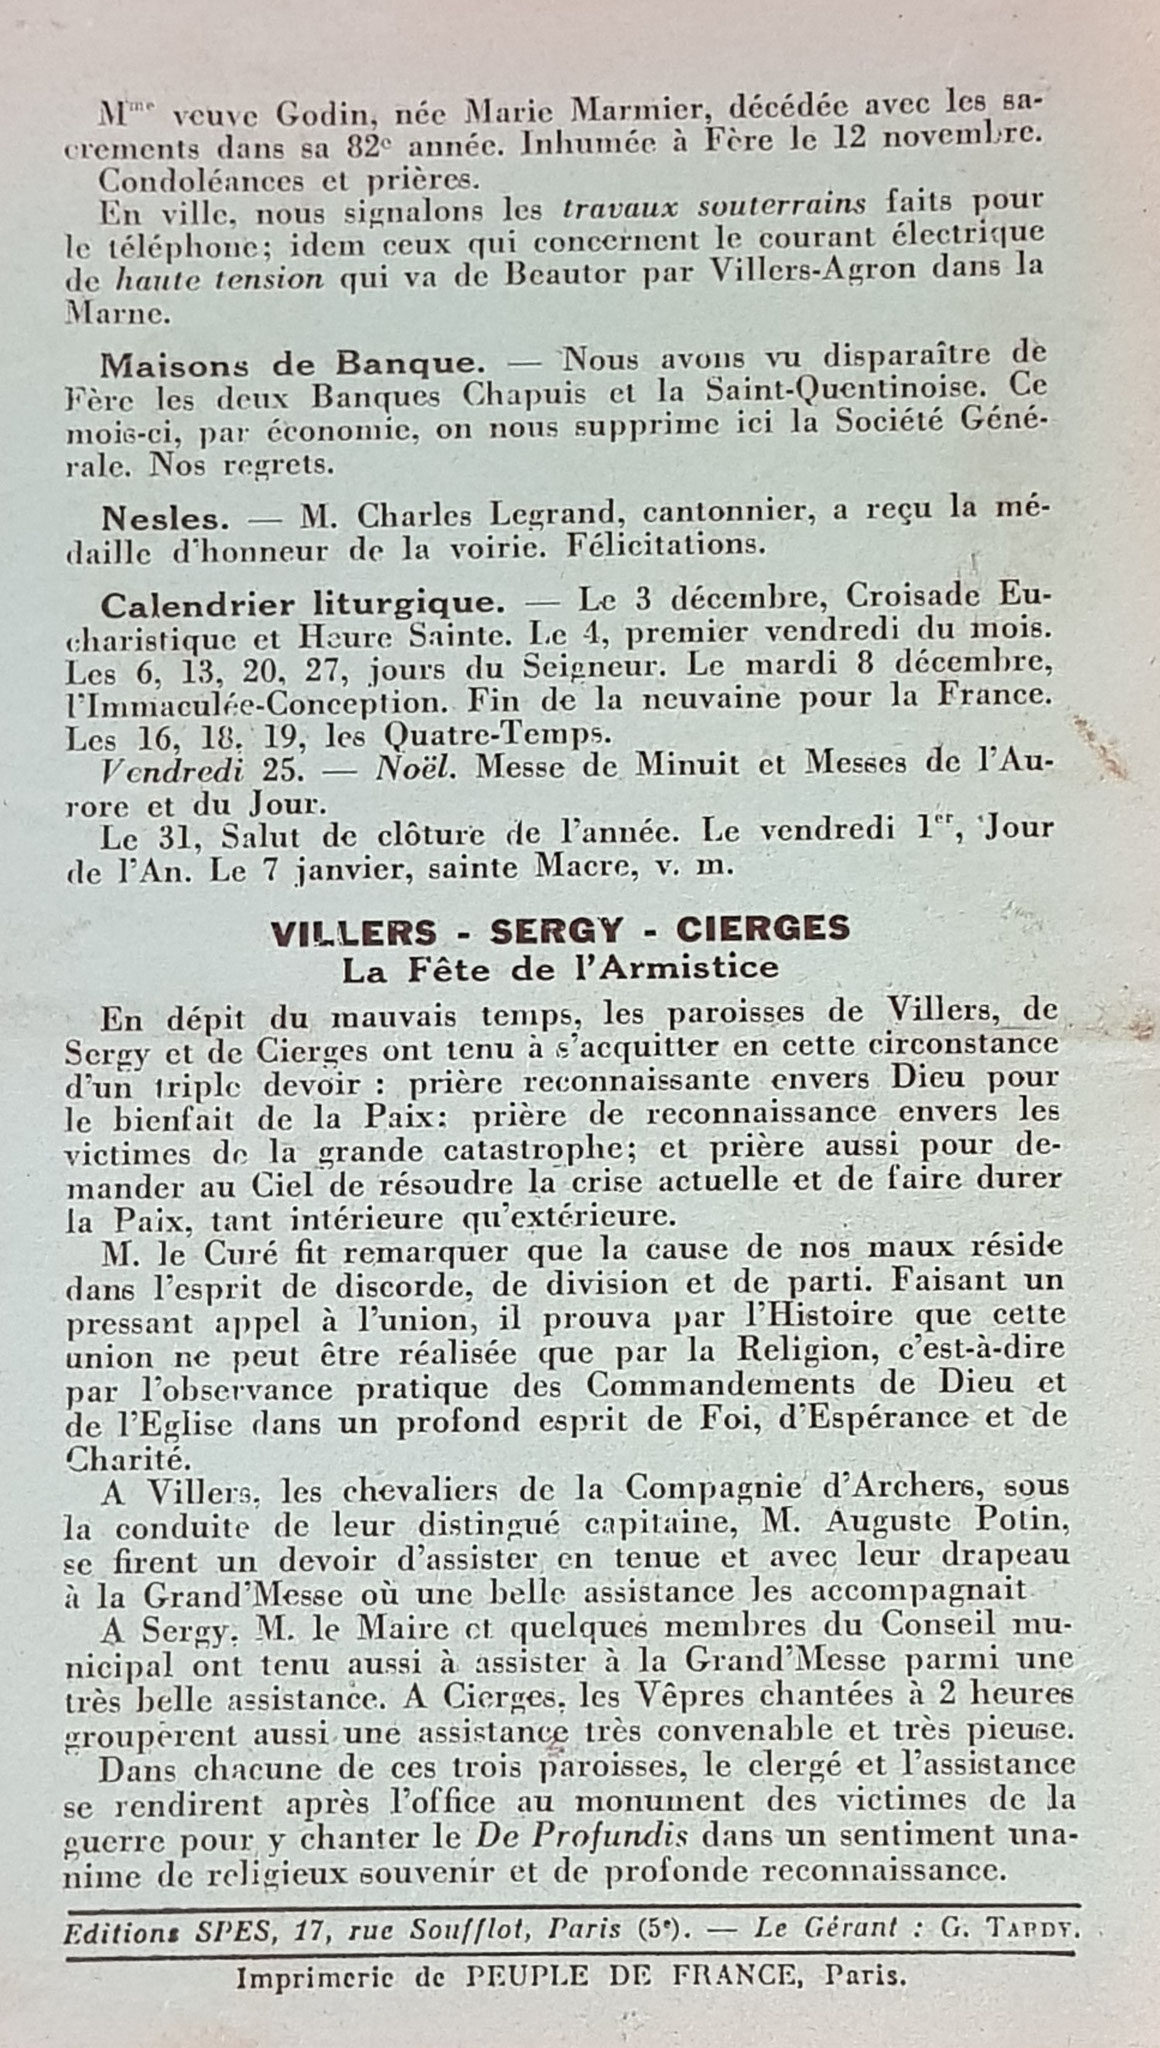 Mme veuve Godin, née Marie Marmier, décédée avec les sa-
crements dans sa 82e année. Inhumée à Fère le 12 novembre.
Condoléances et prières.
En ville, nous signalons les travaux souterrains faits pour
le téléphone; idem ceux qui concernent le courant électrique
de haute tension qui va de Beautor par Villers-Agron dans la
Marne.
Maisons de Banque. — Nous avons vu disparaître de
Fère les deux Banques Chapuis et la Saint-Quentinoise. Ce
mois-ci, par économie, on nous supprime ici la Société Géné-
rale. Nos regrets.
Nesles. — M. Charles Legrand, cantonnier, a reçu la mé-
daille d'honneur de la voirie. Félicitations.
Calendrier liturgique. — Le 3 décembre, Croisade Eu-
charistique et Heure Sainte. Le 4, premier vendredi du mois.
Les 6, 13, 20, 27, jours du Seigneur. Le mardi 8 décembre,
l'Immaculée-Conception. Fin de la neuvaine pour la France.
Les 16, 18, 19, les Quatre-Temps.
Vendredi 25. — Noël. Messe de Minuit et Messes de l'Au-
rore et du Jour.
Le 31, Salut de clôture de l'année. Le vendredi 1er, Jour
de l'An. Le 7 janvier, sainte Macre, v. m.
VILLERS - SERGY - CIERGES
La Fête de l'Armistice
En dépit du mauvais temps, les paroisses de Villers, de
Sergy et de Cierges ont tenu à s'acquitter en cette circonstance
d'un triple devoir : prière reconnaissante envers Dieu pour
le bienfait de la Paix; prière de reconnaissance envers les
victimes de la grande catastrophe; et prière aussi pour de-
mander au Ciel de résoudre la crise actuelle et de faire durer
la Paix, tant intérieure qu'extérieure.
M. le Curé fit remarquer que la cause de nos maux réside
dans l'esprit de discorde, de division et de parti. Faisant un
pressant appel à l'union, il prouva par l'Histoire que cette
union ne peut être réalisée que par la Religion, c'est-à-dire
par l'observance pratique des Commandements de Dieu et
de l'Eglise dans un profond esprit de Foi, d'Espérance et de
Charité.
A Villers, les chevaliers de la Compagnie d'Archers, sous
la conduite de leur distingué capitaine, M. Auguste Potin,
se firent un devoir d'assister en tenue et avec leur drapeau
à la Grand'Messe où une belle assistance les accompagnait
A Sergy, M. le Maire et quelques membres du Conseil mu-
nicipal ont tenu aussi à assister à la Grand'Messe parmi une
très belle assistance. A Cierges, les Vêpres chantées à 2 heures
groupèrent aussi une assistance très convenable et très pieuse.
Dans chacune de ces trois paroisses, le clergé et l'assistance
se rendirent après l'office au monument des victimes de la
guerre pour y chanter le De Profundis dans un sentiment una-
nime de religieux souvenir et de profonde reconnaissance.
Editions SPES, 17, rue Soufflot, Paris (5e). — Le Gérant : G. TARDY.
Imprimerie de PEUPLE DE FRANCE, Paris.